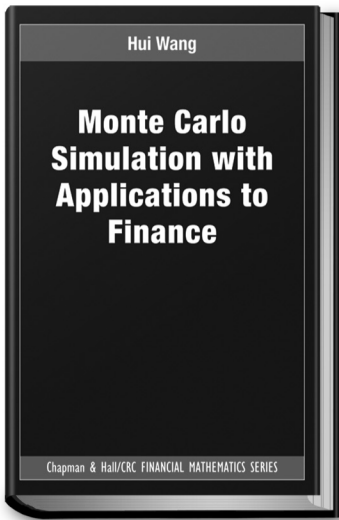 Hui Wang
Monte Carlo
Simulation with
Applications to
Finance
Chapman & Hall/CRC FINANCIAL MATHEMATICS SERIES